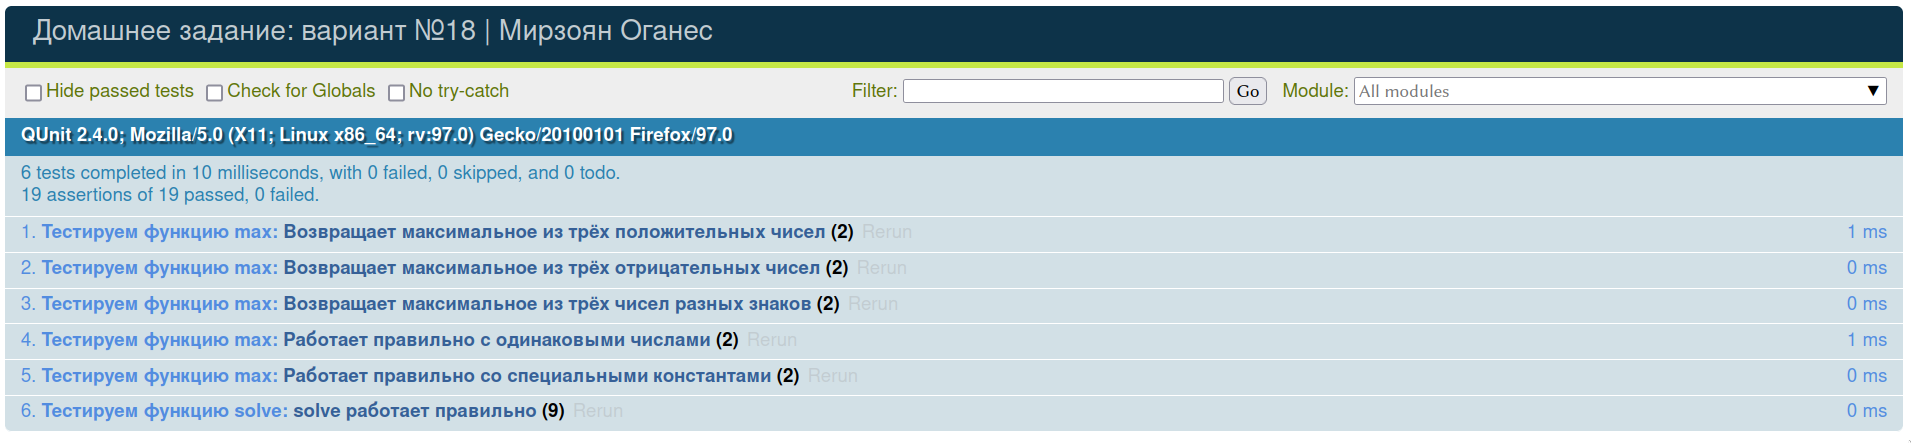 Домашнее задание: вариант №18 | Мирзоян Оганес
Hide passed tests Check for Globals No try-catch Filter: Go Module: All modules ▼
QUnit 2.4.0; Mozilla/5.0 (X11; Linux x86_64; rv:97.0) Gecko/20100101 Firefox/97.0
6 tests completed in 10 milliseconds, with 0 failed, 0 skipped, and 0 todo.
19 assertions of 19 passed, 0 failed.
1. Тестируем функцию max: Возвращает максимальное из трёх положительных чисел (2) Rerun 1 ms
2. Тестируем функцию max: Возвращает максимальное из трёх отрицательных чисел (2) Rerun 0 ms
3. Тестируем функцию max: Возвращает максимальное из трёх чисел разных знаков (2) Rerun 0 ms
4. Тестируем функцию max: Работает правильно с одинаковыми числами (2) Rerun 1 ms
5. Тестируем функцию max: Работает правильно со специальными константами (2) Rerun 0 ms
6. Тестируем функцию solve: solve работает правильно (9) Rerun 0 ms